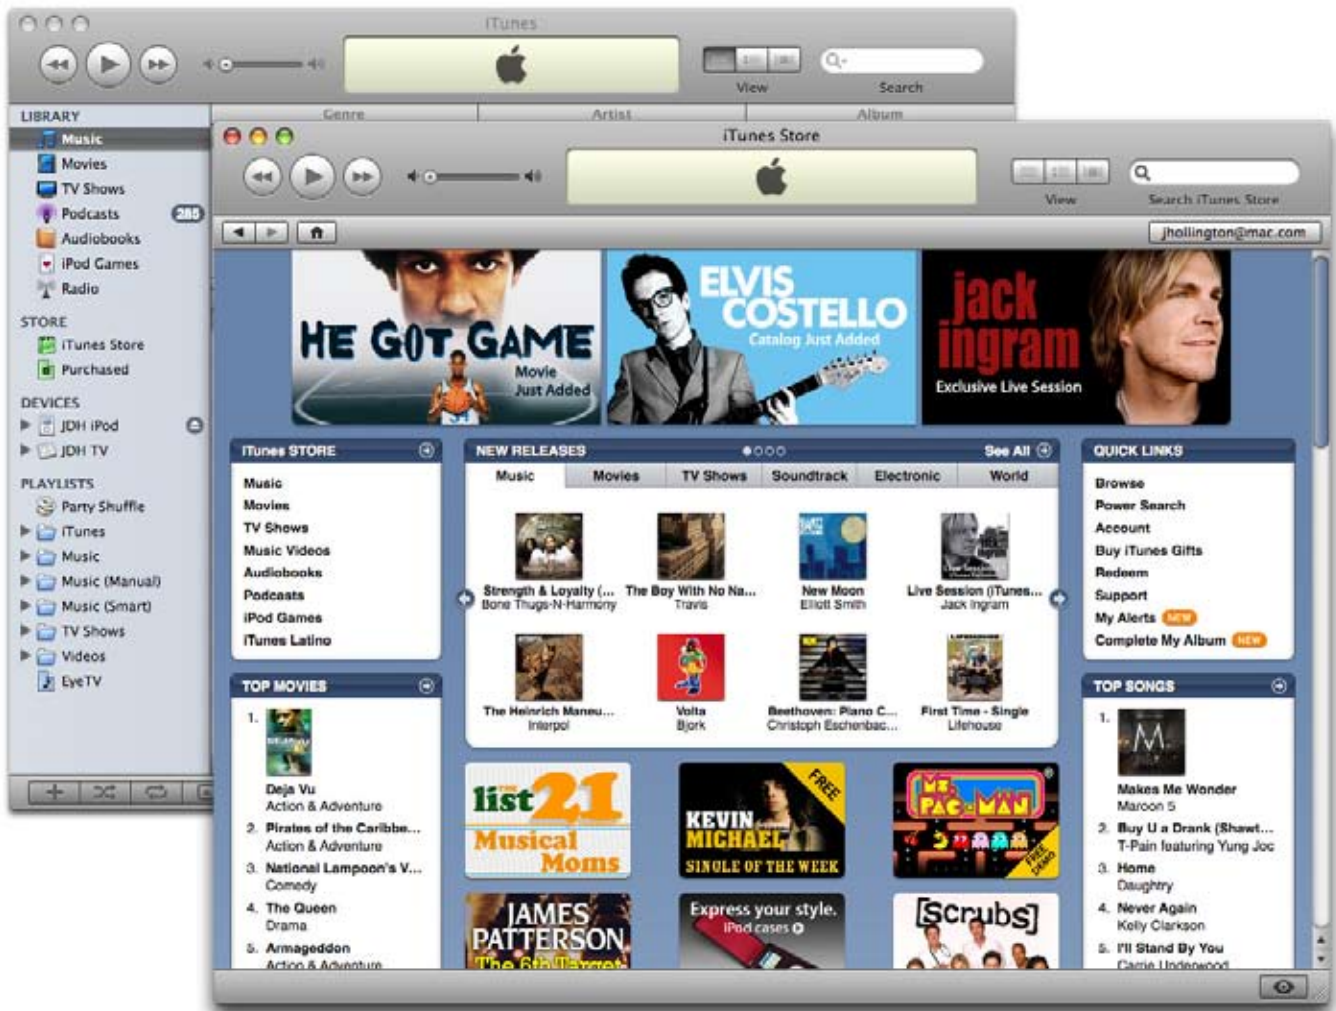 iTunes
View
Search
LIBRARY
Music
Movies
TV Shows
Podcasts 285
Audiobooks
iPod Games
Radio
STORE
iTunes Store
Purchased
DEVICES
JDH iPod
JDH TV
PLAYLISTS
Party Shuffle
iTunes
Music
Music (Manual)
Music (Smart)
TV Shows
Videos
EyeTV
Genre Artist Album
iTunes Store
View
Search iTunes Store
jhollington@mac.com
HE GOT GAME
Movie
Just Added
ELVIS
COSTELLO
Catalog Just Added
jack
ingram
Exclusive Live Session
iTunes STORE
Music
Movies
TV Shows
Music Videos
Audiobooks
Podcasts
iPod Games
iTunes Latino
TOP MOVIES
1.
Deja Vu
Action & Adventure
2. Pirates of the Caribbe...
Action & Adventure
3. National Lampoon's V...
Comedy
4. The Queen
Drama
5. Armageddon
Action & Adventure
NEW RELEASES See All
Music Movies TV Shows Soundtrack Electronic World
Strength & Loyalty (... The Boy With No Na... New Moon Live Session (iTunes...
Bone Thugs-N-Harmony Travis Elliott Smith Jack Ingram
The Heinrich Maneu... Volta Beethoven: Piano C... First Time - Single
Interpol Bjork Christoph Eschenbac... Lifehouse
the
list 21
Musical
Moms
FREE
KEVIN
MICHAEL
SINGLE OF THE WEEK
MS.
PAC-MAN
FREE
DEMO
JAMES
PATTERSON
The 6th Target
Express your style.
iPod cases
[scrubs]
QUICK LINKS
Browse
Power Search
Account
Buy iTunes Gifts
Redeem
Support
My Alerts NEW
Complete My Album NEW
TOP SONGS
1.
M.
Makes Me Wonder
Maroon 5
2. Buy U a Drank (Shawt...
T-Pain featuring Yung Joc
3. Home
Daughtry
4. Never Again
Kelly Clarkson
5. I'll Stand By You
Carrie Underwood